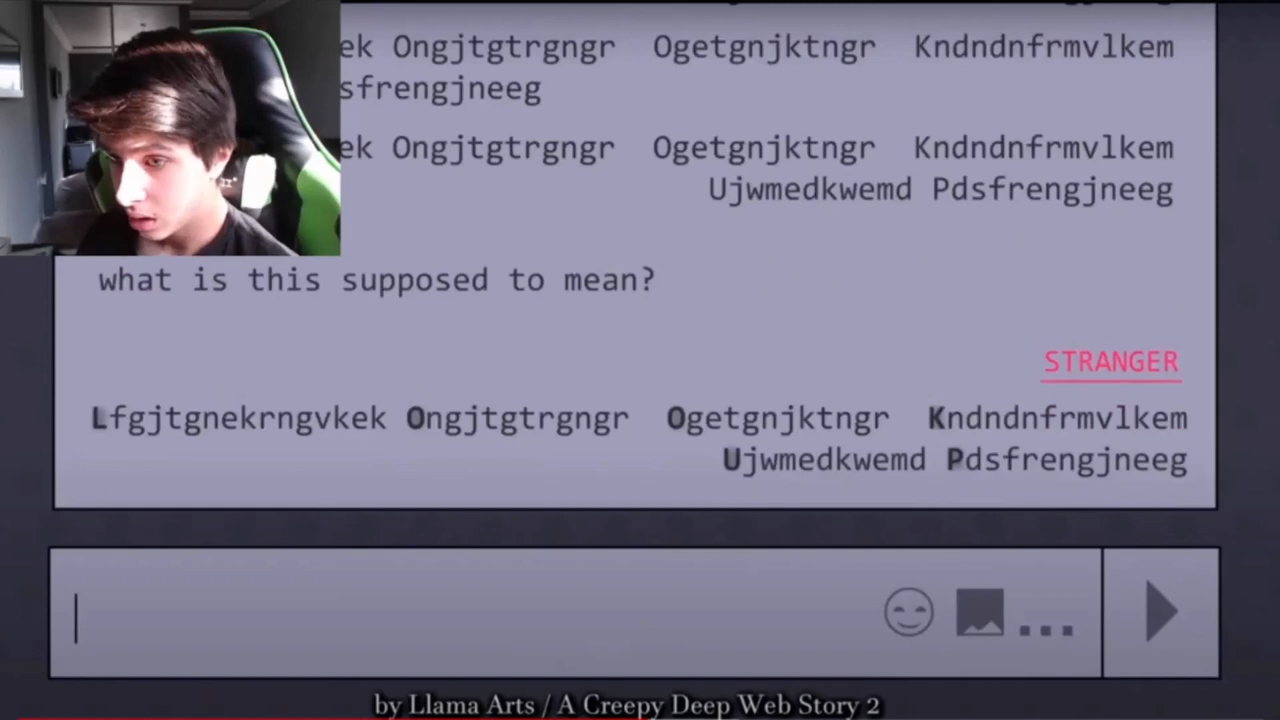 ek Ongjtgtrgngr Ogetgnjktngr Kndndnfrmvlkem
sfrengjneeg
ek Ongjtgtrgngr Ogetgnjktngr Kndndnfrmvlkem
Ujwmedkwemd Pdsfrengjneeg
what is this supposed to mean?
STRANGER
Lfgjtgnekrngvkek Ongjtgtrgngr Ogetgnjktngr Kndndnfrmvlkem
Ujwmedkwemd Pdsfrengjneeg
by Llama Arts / A Creepy Deep Web Story 2